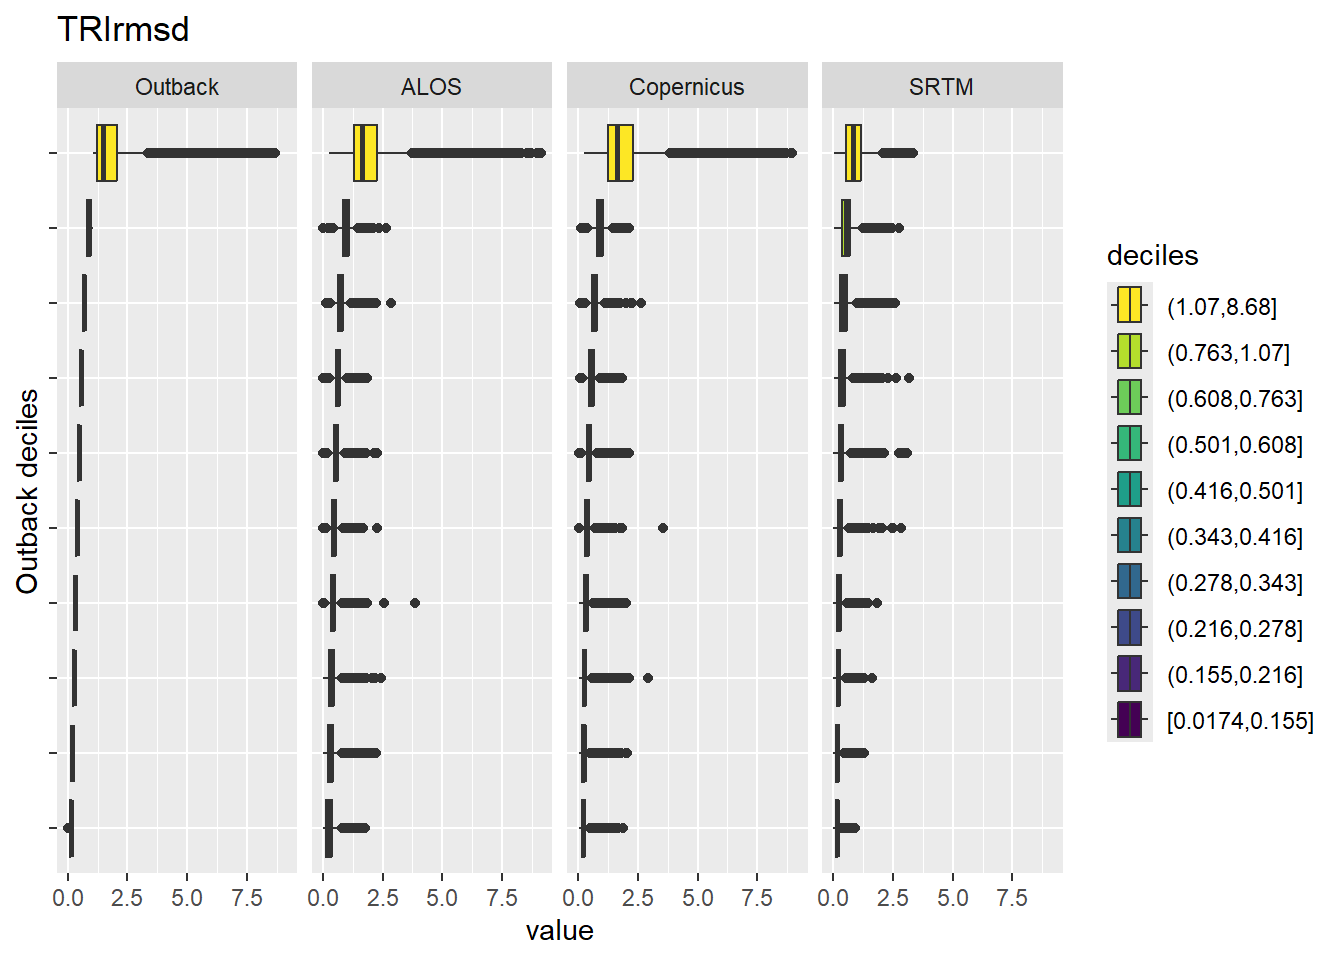 TRIrmsd
Outback ALOS Copernicus SRTM
Outback deciles
0.0 2.5 5.0 7.5 0.0 2.5 5.0 7.5 0.0 2.5 5.0 7.5 0.0 2.5 5.0 7.5
value
deciles
(1.07,8.68]
(0.763,1.07]
(0.608,0.763]
(0.501,0.608]
(0.416,0.501]
(0.343,0.416]
(0.278,0.343]
(0.216,0.278]
(0.155,0.216]
[0.0174,0.155]